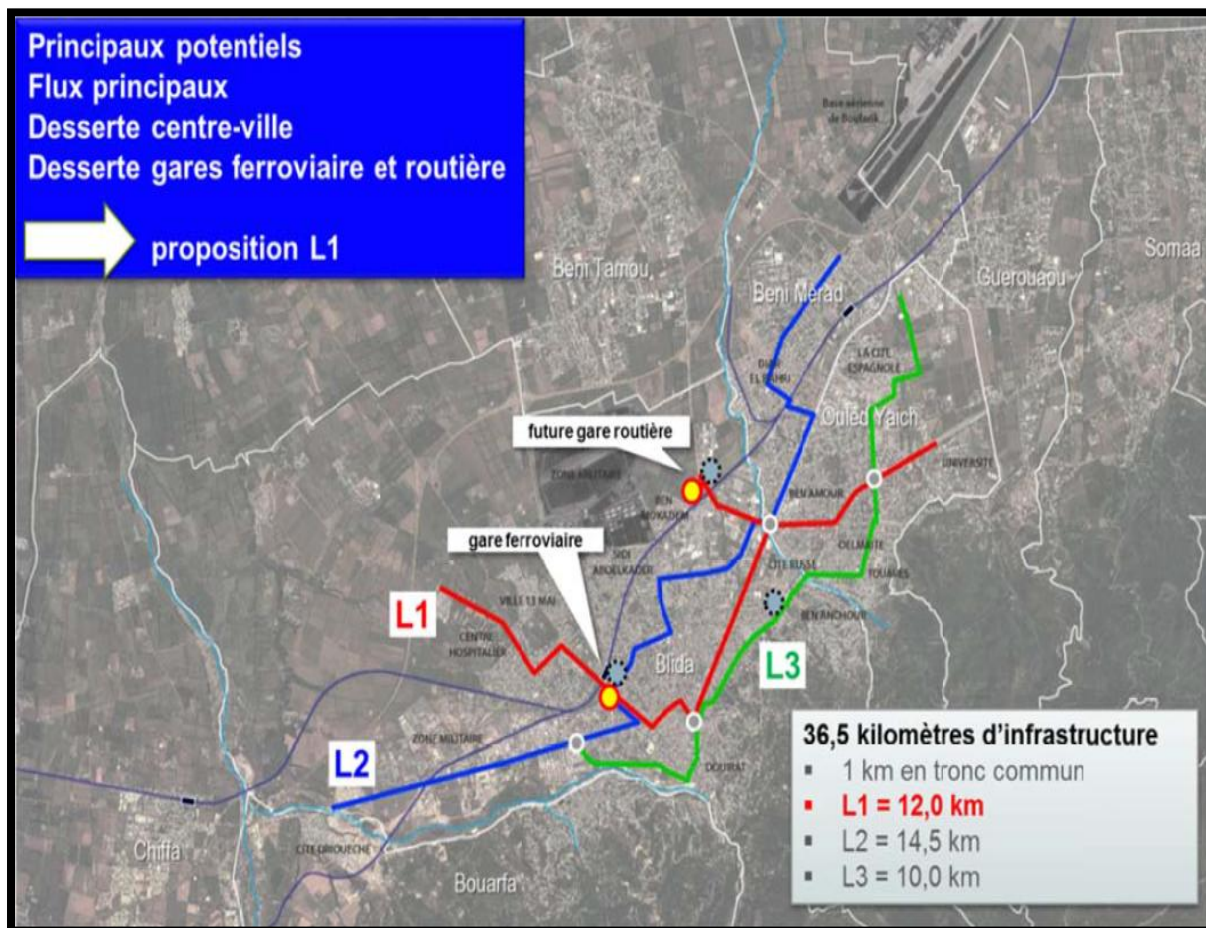 Principaux potentiels
Flux principaux
Desserte centre-ville
Desserte gares ferroviaire et routière
proposition L1
Base aérienne
de Boufarik
Beni Tamou
Beni Merad
Guerouaou
Somaa
LA CITE
ESPAGNOLE
Ouled Yaich
future gare routière
ZONE MILITAIRE
UNIVERSITE
BEN AMOUR
gare ferroviaire
SIDI
ABDELKADER
CITE RUSSE
VILLE 13 MAI
L1
CENTRE
HOSPITALIER
BEN ANCHOUR
Blida
L3
ZONE MILITAIRE
L2
DOUIRAT
CITE DRIOUECHE
Chiffa
Bouarfa
36,5 kilomètres d'infrastructure
▪ 1 km en tronc commun
▪ L1 = 12,0 km
▪ L2 = 14,5 km
▪ L3 = 10,0 km